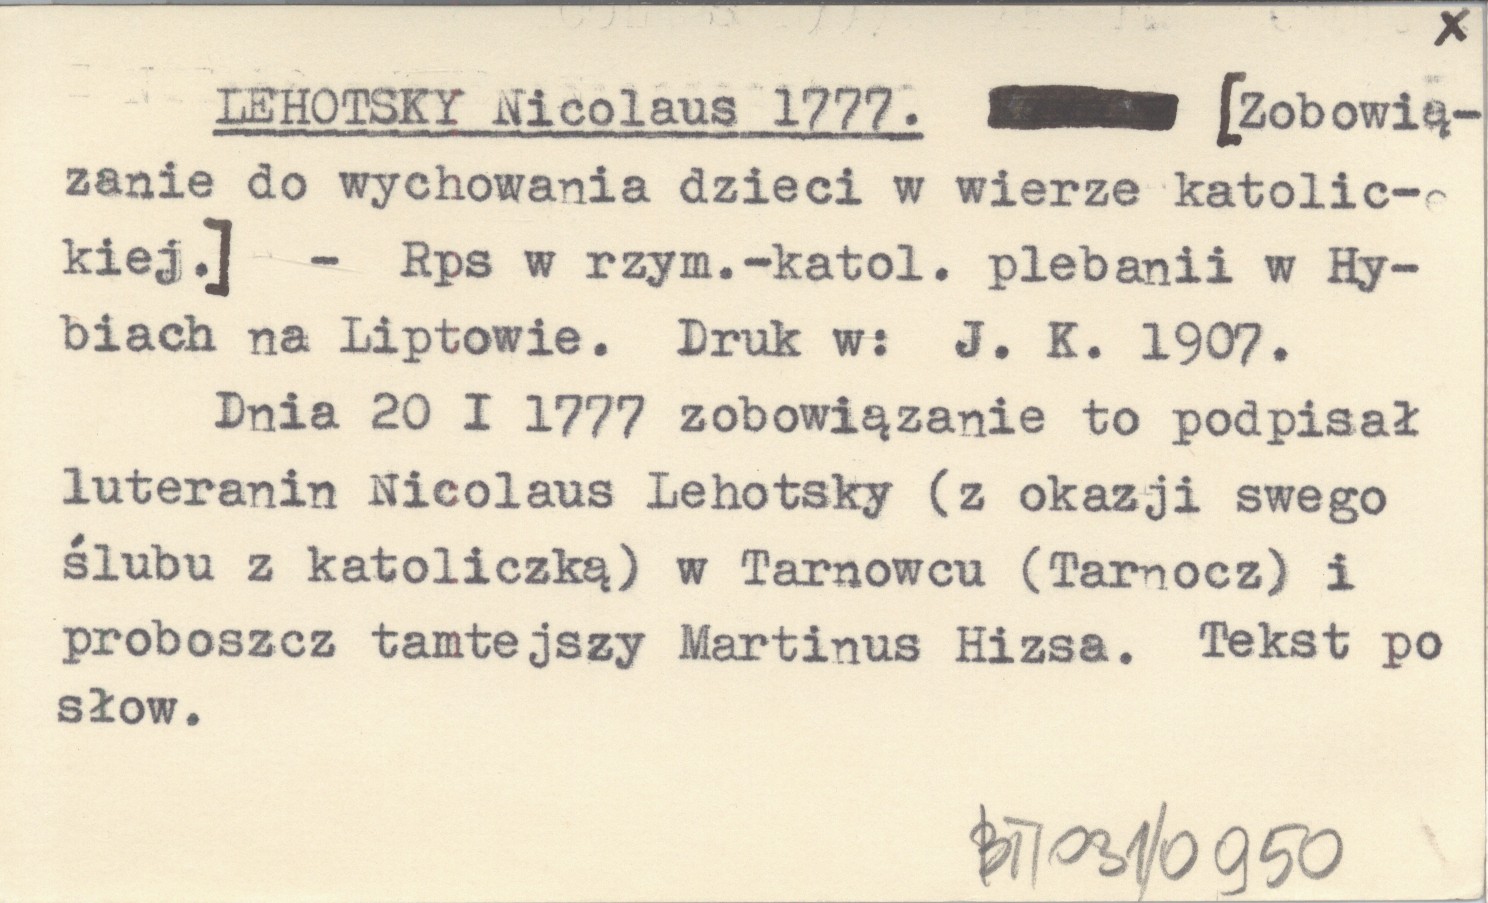 x
LEHOTSKY Nicolaus 1777. [Zobowią-
zanie do wychowania dzieci w wierze katolic-
kiej.] - Rps w rzym.-katol. plebanii w Hy-
biach na Liptowie. Druk w: J. K. 1907.
Dnia 20 I 1777 zobowiązanie to podpisał
luteranin Nicolaus Lehotsky (z okazji swego
ślubu z katoliczką) w Tarnowcu (Tarnocz) i
proboszcz tamtejszy Martinus Hizsa. Tekst po
słow.
031/0950